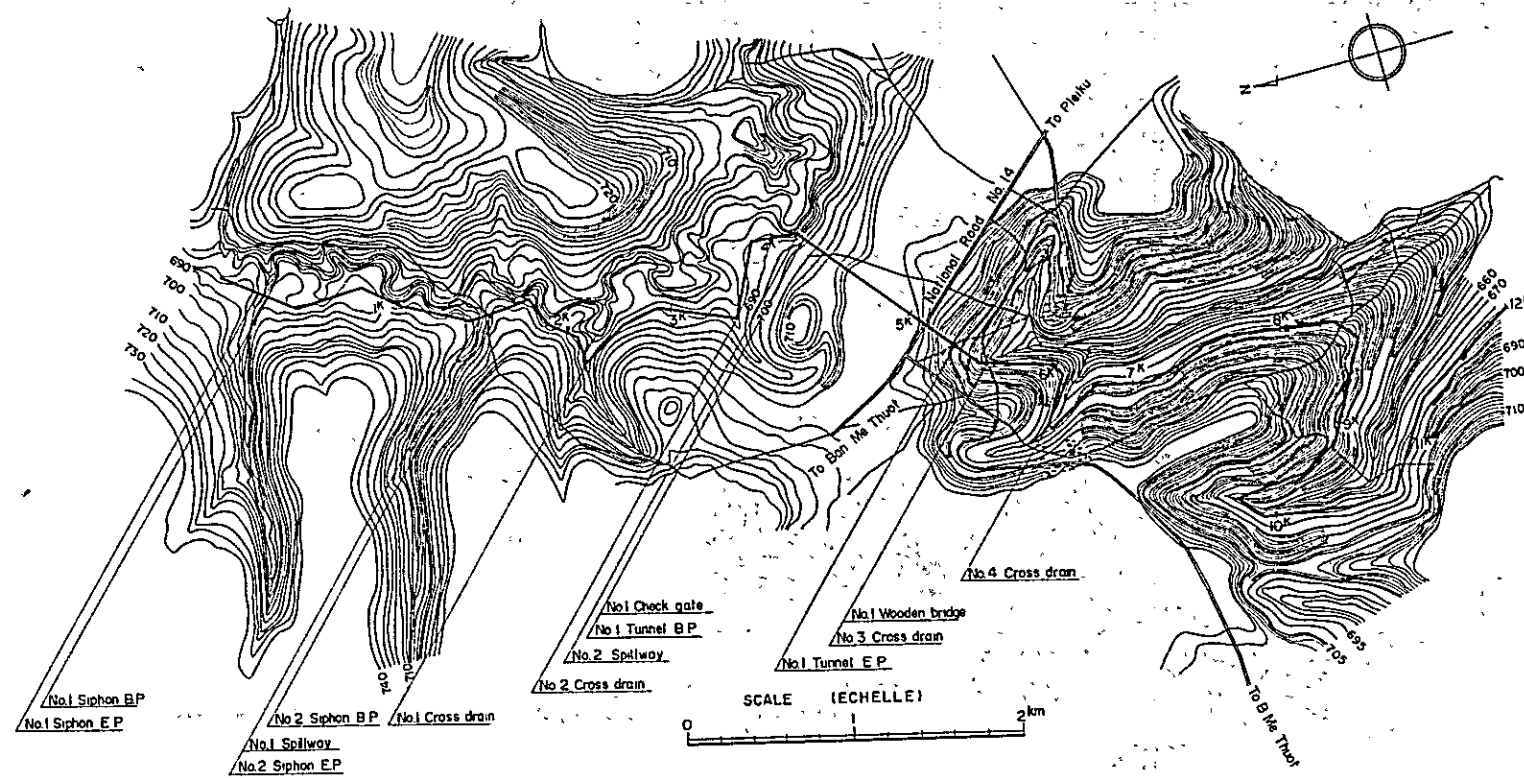 N
To Pleiku
National Road No. 14
To Ban Me Thuot
710
720
690
700
710
720
730
1K
3K
690
700
710
5K
7K
8K
10K
660
670
690
700
710
695
705
740
No.4 Cross drain
No.1 Check gate
No.1 Tunnel B.P
No.2 Spillway
No 2 Cross drain
No.1 Wooden bridge
No 3 Cross drain
No.1 Tunnel E P
No.1 Siphon B.P
No.1 Siphon E.P
No 2 Siphon B P
No.1 Cross drain
No.1 Spillway
No.2 Siphon E.P
SCALE (ECHELLE)
0 1 2km
To B Me Thuot